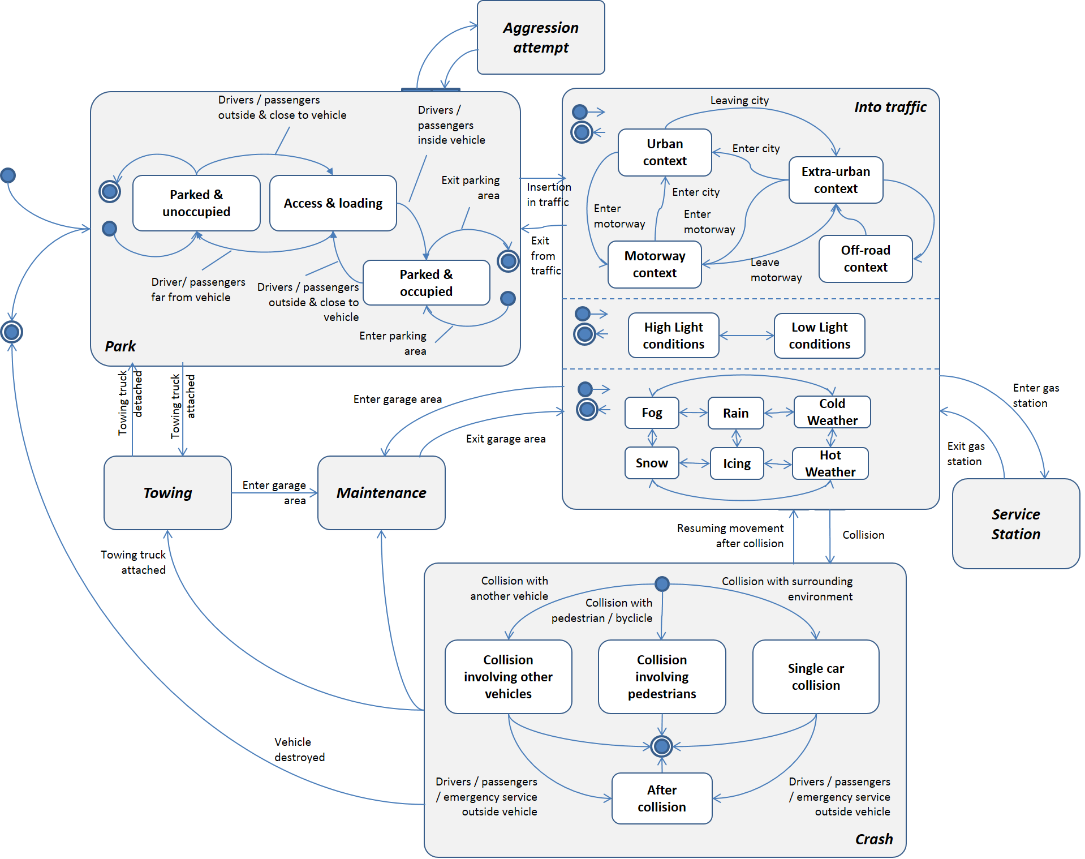 Aggression
attempt
Drivers / passengers
outside & close to vehicle
Drivers /
passengers
inside vehicle
Parked &
unoccupied
Access & loading
Exit parking
area
Parked &
occupied
Driver/ passengers
far from vehicle
Drivers / passengers
outside & close to
vehicle
Enter parking
area
Park
Insertion
in traffic
Exit
from
traffic
Into traffic
Leaving city
Urban
context
Enter city
Extra-urban
context
Enter city
Enter
motorway
Enter
motorway
Motorway
context
Leave
motorway
Off-road
context
High Light
conditions
Low Light
conditions
Fog
Rain
Cold
Weather
Snow
Icing
Hot
Weather
Towing truck
detached
Towing truck
attached
Enter garage area
Exit garage area
Enter gas
station
Exit gas
station
Towing
Enter garage
area
Maintenance
Service
Station
Resuming movement
after collision
Collision
Towing truck
attached
Collision with
another vehicle
Collision with
pedestrian / byclicle
Collision with surrounding
environment
Collision
involving other
vehicles
Collision
involving
pedestrians
Single car
collision
Vehicle
destroyed
Drivers / passengers
/ emergency service
outside vehicle
After
collision
Drivers / passengers
/ emergency service
outside vehicle
Crash